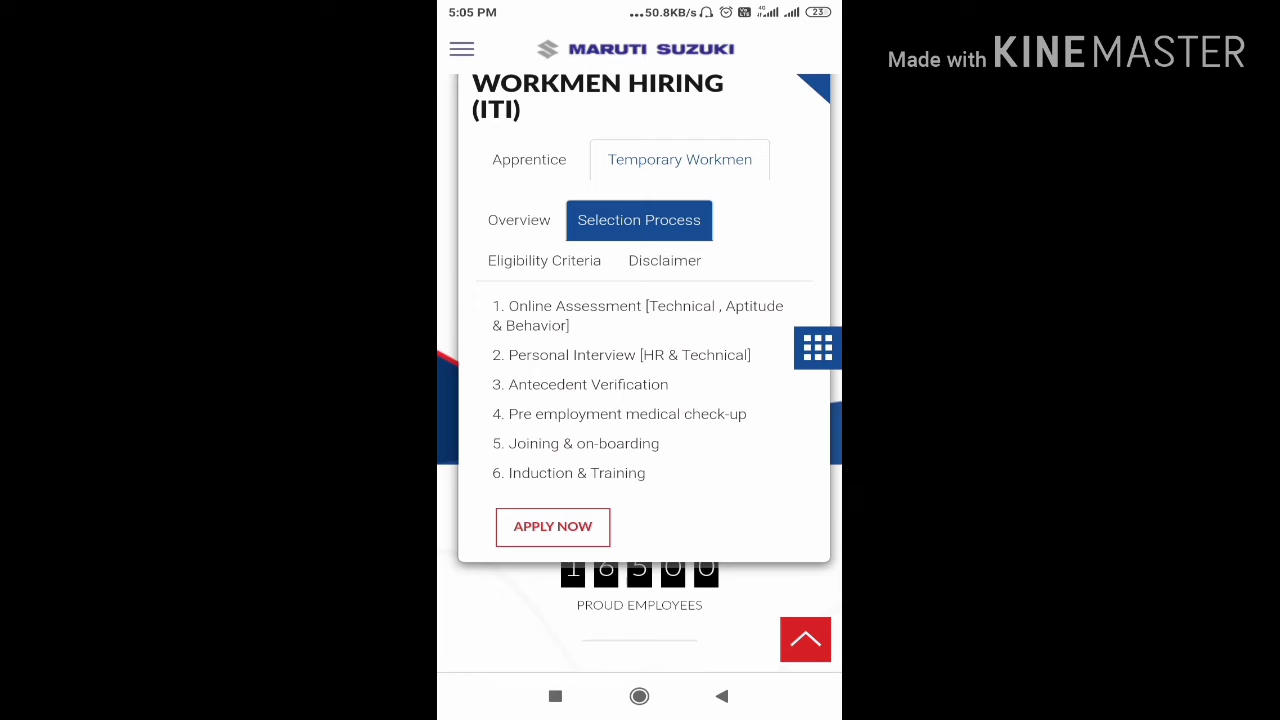 5:05 PM
...50.8KB/s
4G
23
Made with KINEMASTER
MARUTI SUZUKI
WORKMEN HIRING
(ITI)
Apprentice
Temporary Workmen
Overview
Selection Process
Eligibility Criteria
Disclaimer
1. Online Assessment [Technical , Aptitude
& Behavior]
2. Personal Interview [HR & Technical]
3. Antecedent Verification
4. Pre employment medical check-up
5. Joining & on-boarding
6. Induction & Training
APPLY NOW
16500
PROUD EMPLOYEES